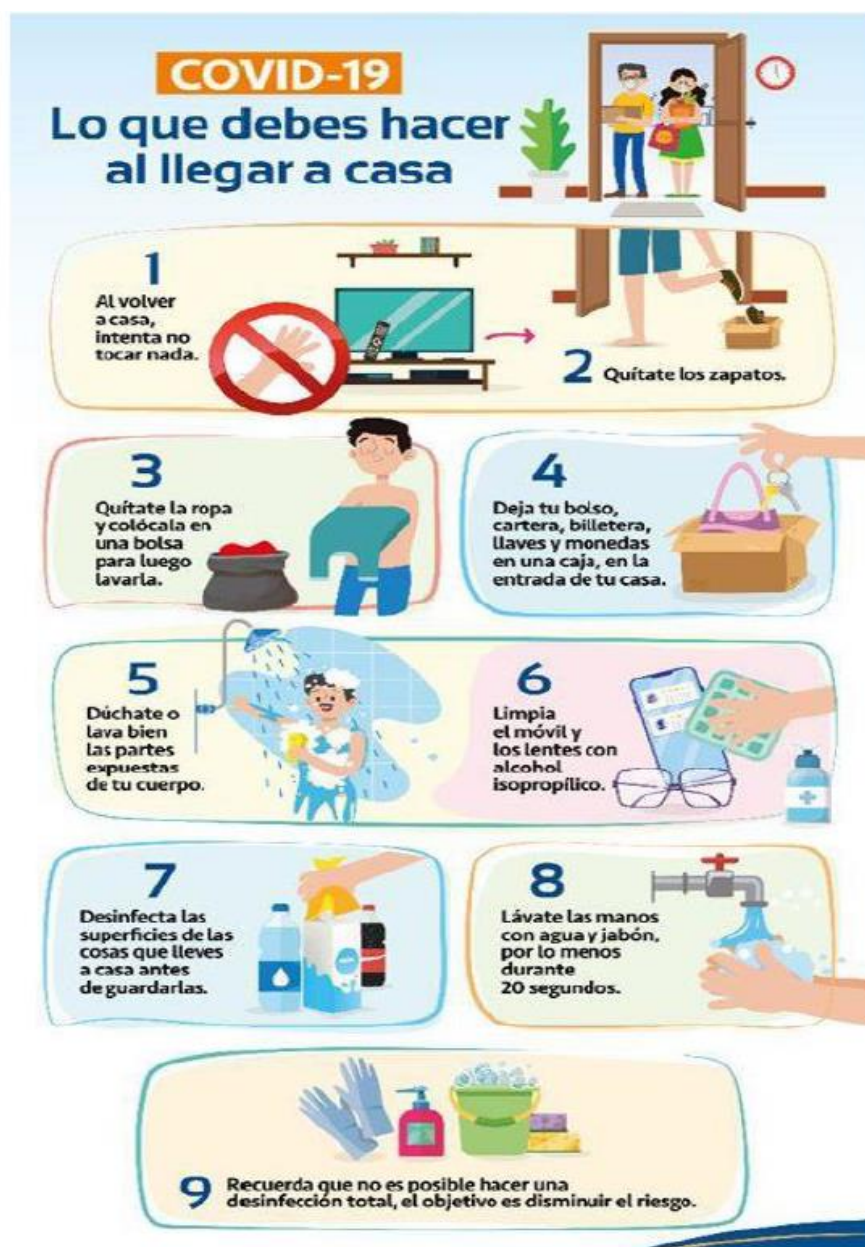 COVID-19
Lo que debes hacer
al llegar a casa
1
Al volver
a casa,
intenta no
tocar nada.
2 Quítate los zapatos.
3
Quítate la ropa
y colócala en
una bolsa
para luego
lavarla.
4
Deja tu bolso,
cartera, billetera,
llaves y monedas
en una caja, en la
entrada de tu casa.
5
Dúchate o
lava bien
las partes
expuestas
de tu cuerpo.
6
Limpia
el móvil y
los lentes con
alcohol
isopropílico.
7
Desinfecta las
superficies de las
cosas que lleves
a casa antes
de guardarlas.
8
Lávate las manos
con agua y jabón,
por lo menos
durante
20 segundos.
9 Recuerda que no es posible hacer una
desinfección total, el objetivo es disminuir el riesgo.